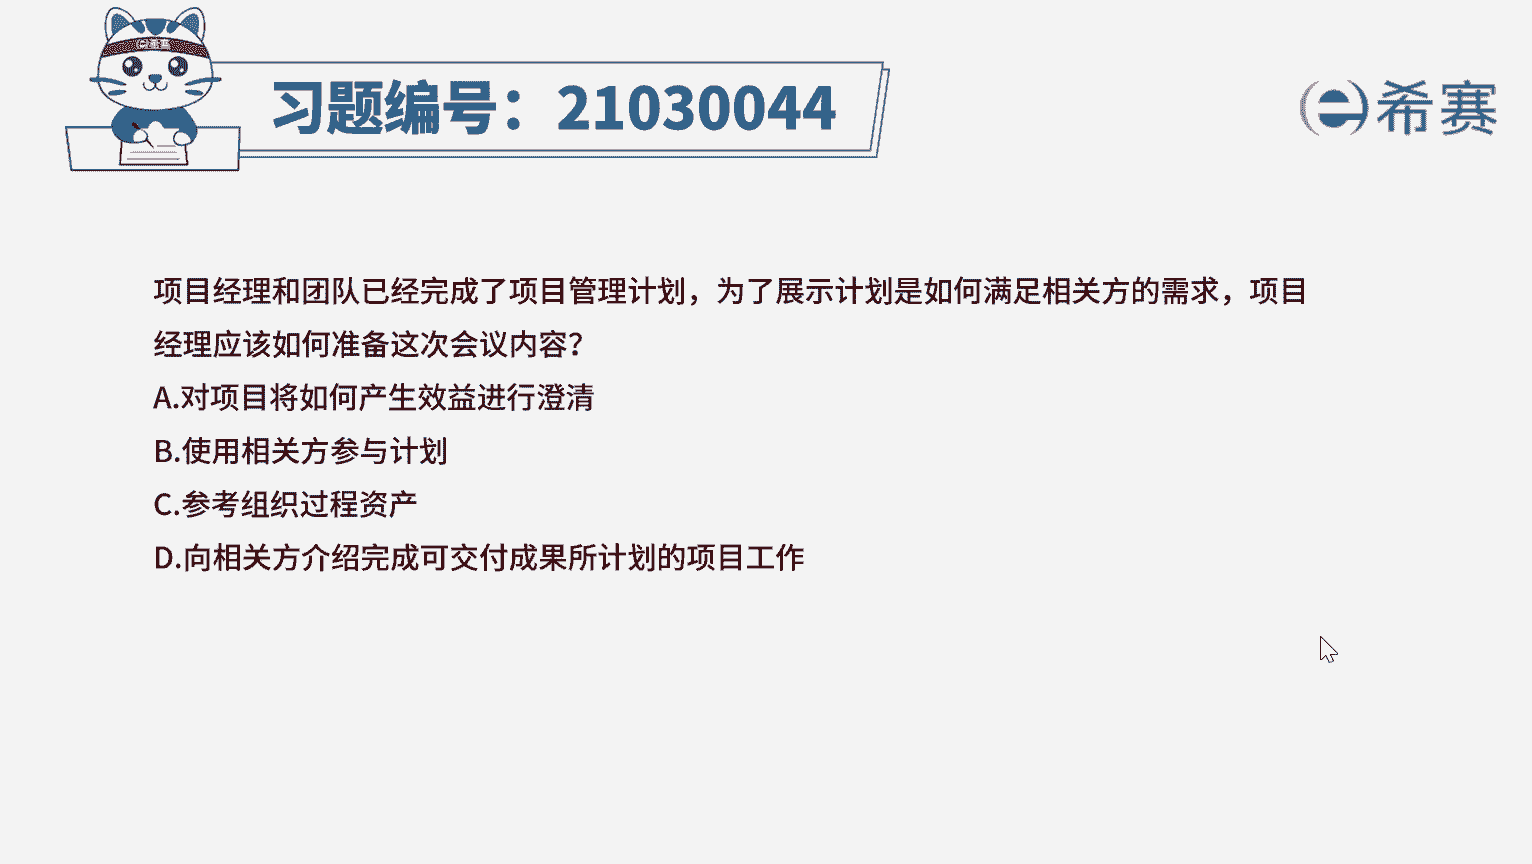 习题编号：21030044
希赛
项目经理和团队已经完成了项目管理计划，为了展示计划是如何满足相关方的需求，项目
经理应该如何准备这次会议内容？
A.对项目将如何产生效益进行澄清
B.使用相关方参与计划
C.参考组织过程资产
D.向相关方介绍完成可交付成果所计划的项目工作